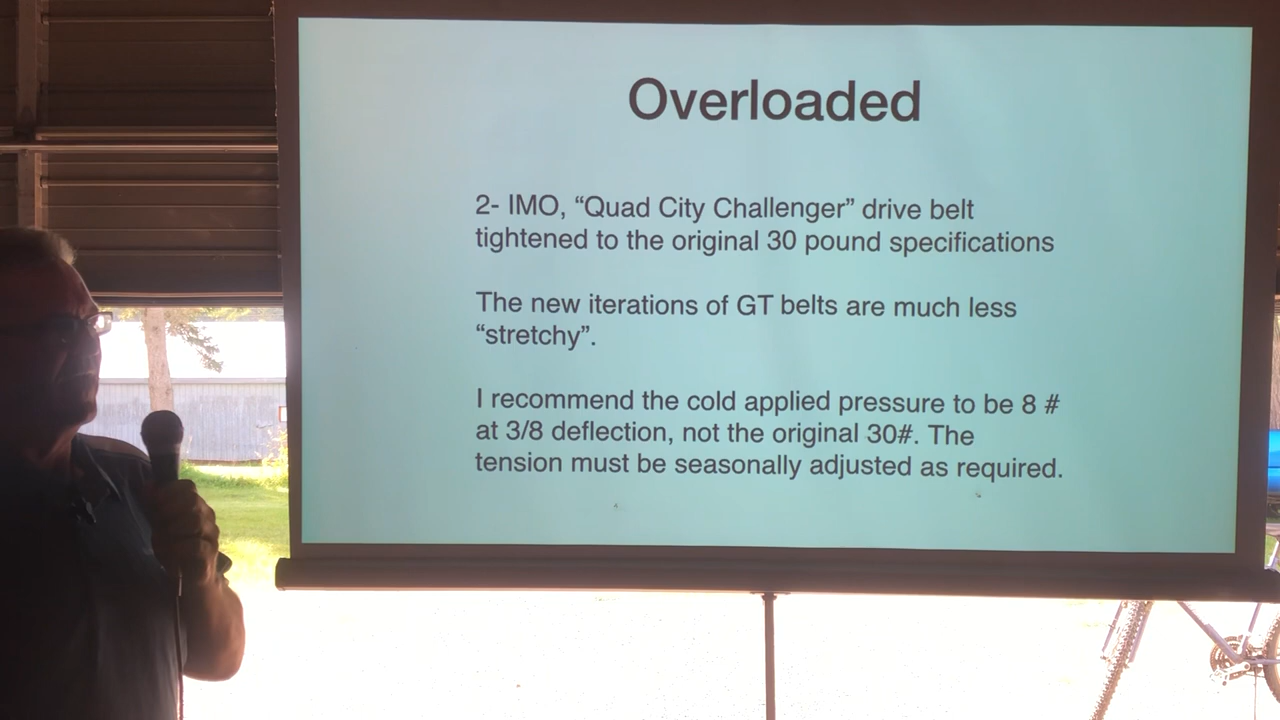 Overloaded
2- IMO, “Quad City Challenger” drive belt
tightened to the original 30 pound specifications
The new iterations of GT belts are much less
“stretchy”.
I recommend the cold applied pressure to be 8 #
at 3/8 deflection, not the original 30#. The
tension must be seasonally adjusted as required.